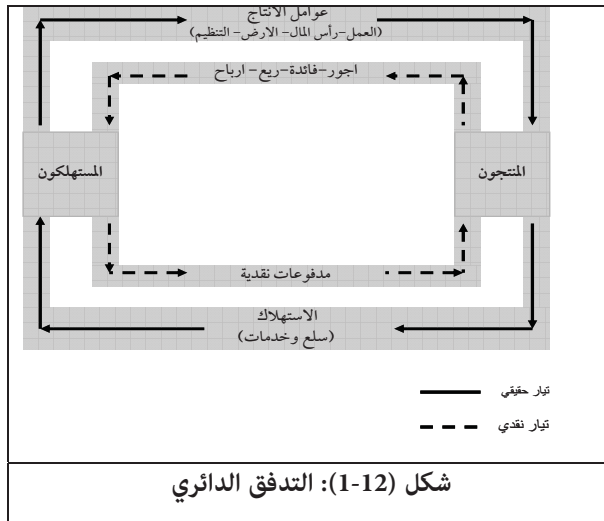 عوامل الانتاج
(العمل-رأس المال- الارض- التنظيم)
اجور-فائدة-ريع- ارباح
المستهلكون
المنتجون
مدفوعات نقدية
الاستهلاك
(سلع وخدمات)
تيار حقيقي
تيار نقدي
شكل (12-1): التدفق الدائري